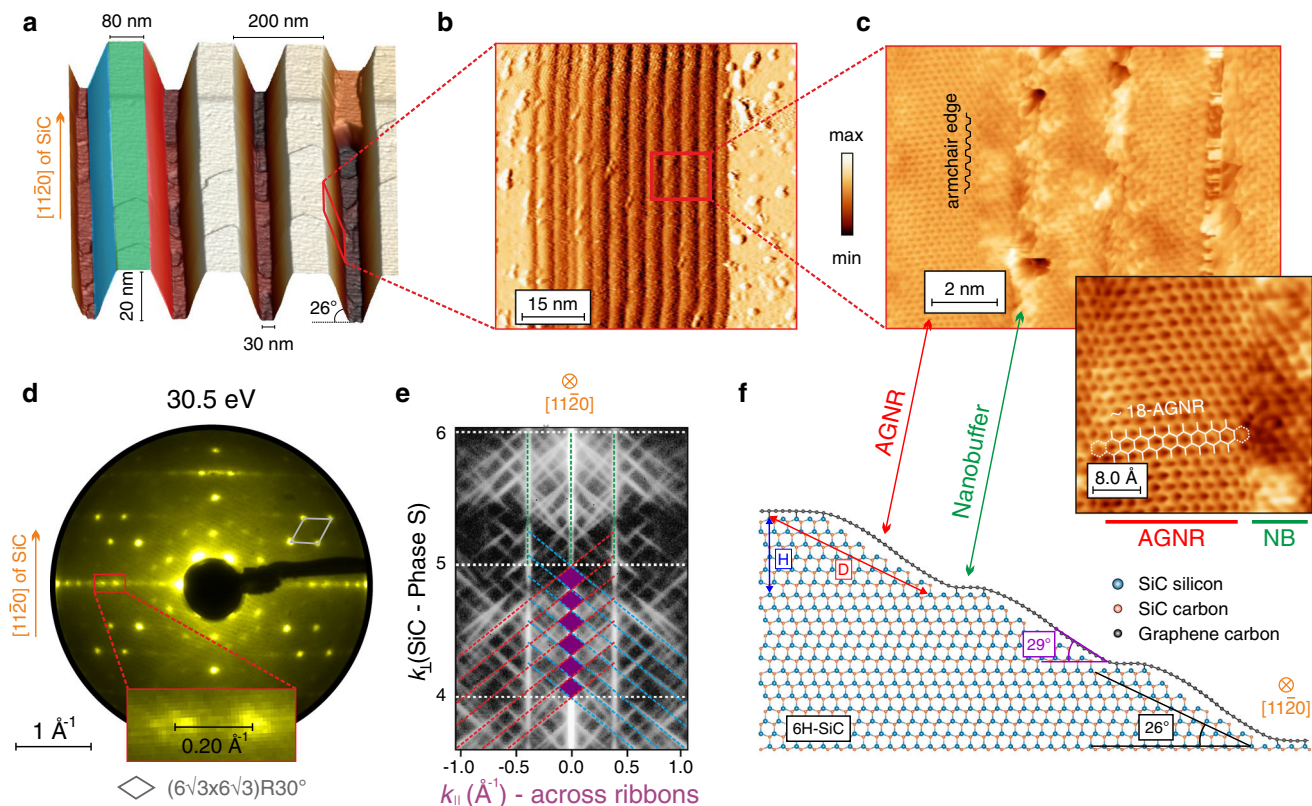 a
80 nm
200 nm
[112̅0] of SiC
20 nm
26°
30 nm
b
15 nm
max
min
c
armchair edge
2 nm
~ 18-AGNR
8.0 Å
AGNR
NB
AGNR
Nanobuffer
d
30.5 eV
[112̅0] of SiC
0.20 Å⁻¹
1 Å⁻¹
(6√3x6√3)R30°
e
[112̅0]
k⊥(SiC - Phase S)
6
5
4
-1.0
-0.5
0.0
0.5
1.0
k|| (Å⁻¹) - across ribbons
f
H
D
SiC silicon
SiC carbon
Graphene carbon
29°
26°
[112̅0]
6H-SiC